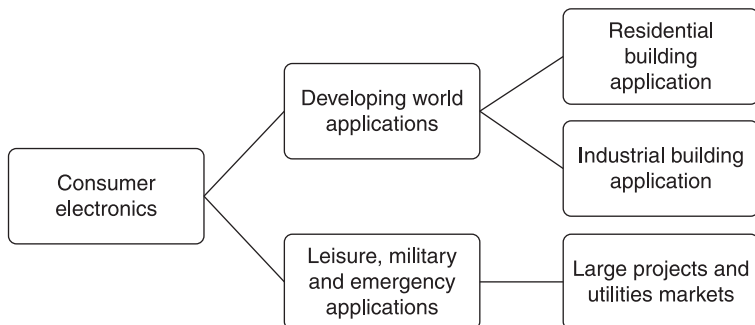 Consumer
electronics
Developing world
applications
Leisure, military
and emergency
applications
Residential
building
application
Industrial building
application
Large projects and
utilities markets